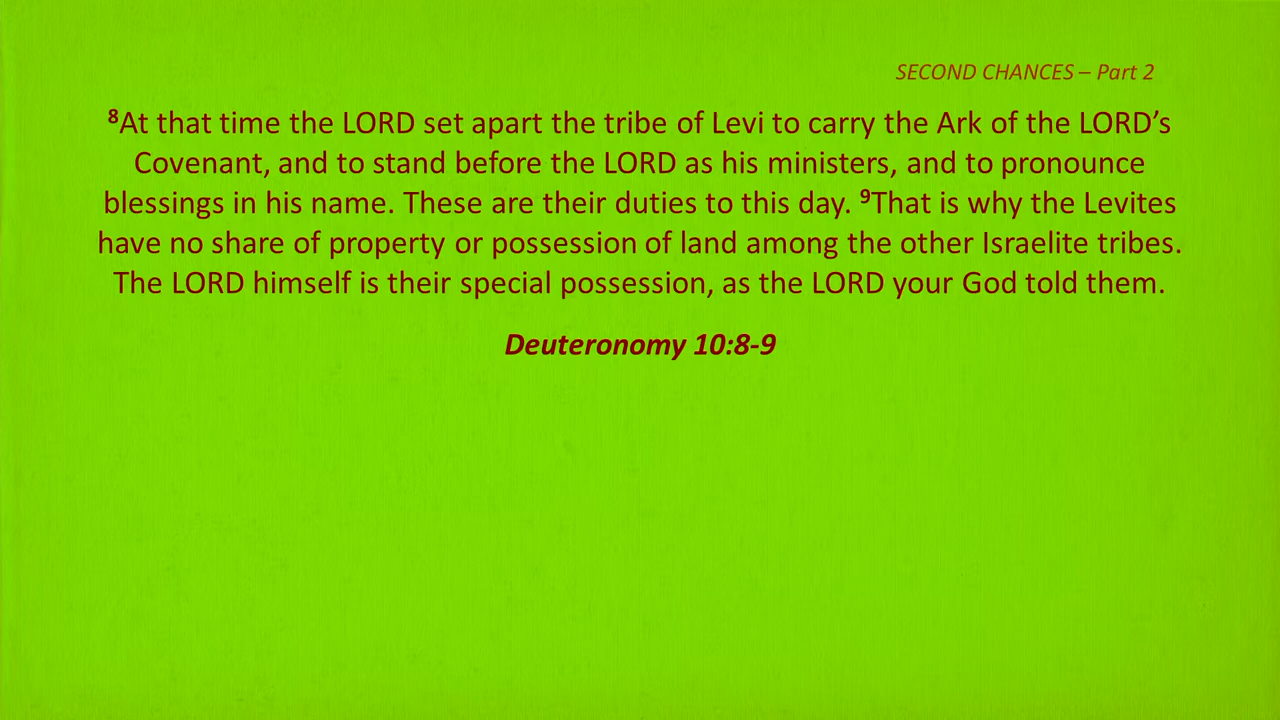 SECOND CHANCES – Part 2
⁸At that time the LORD set apart the tribe of Levi to carry the Ark of the LORD’s
Covenant, and to stand before the LORD as his ministers, and to pronounce
blessings in his name. These are their duties to this day. ⁹That is why the Levites
have no share of property or possession of land among the other Israelite tribes.
The LORD himself is their special possession, as the LORD your God told them.
Deuteronomy 10:8-9